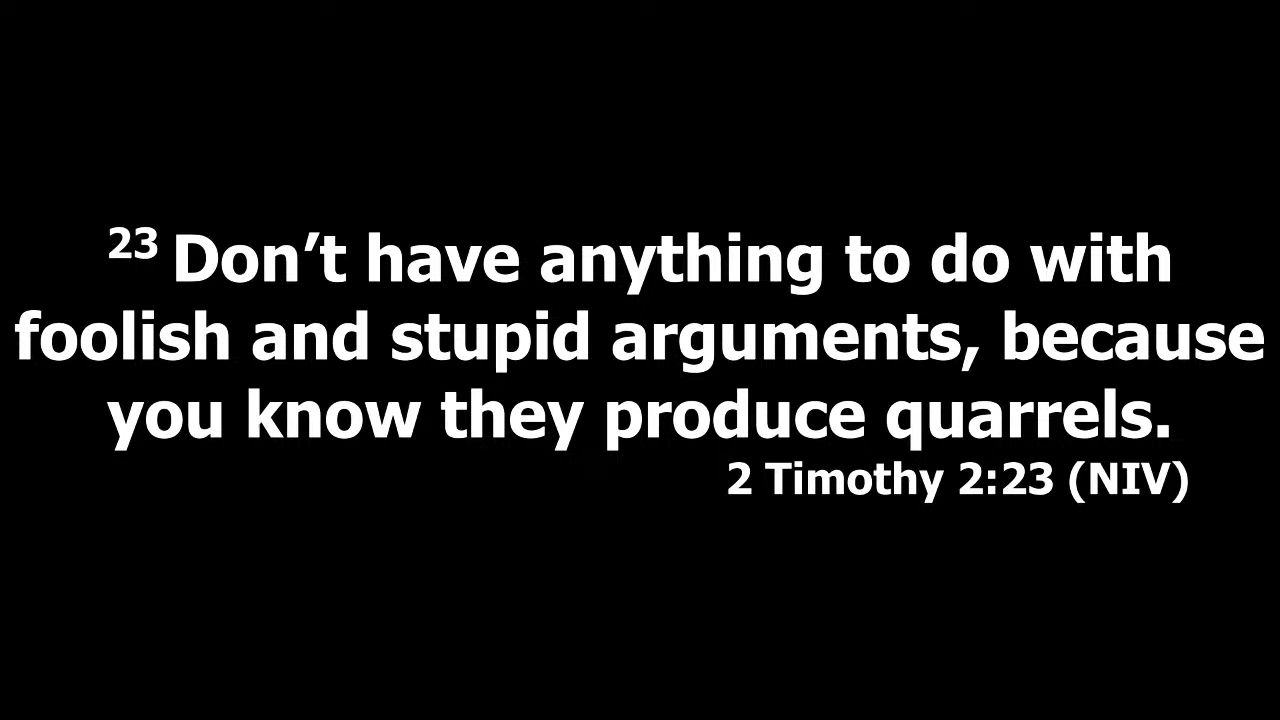 23 Don’t have anything to do with
foolish and stupid arguments, because
you know they produce quarrels.
2 Timothy 2:23 (NIV)